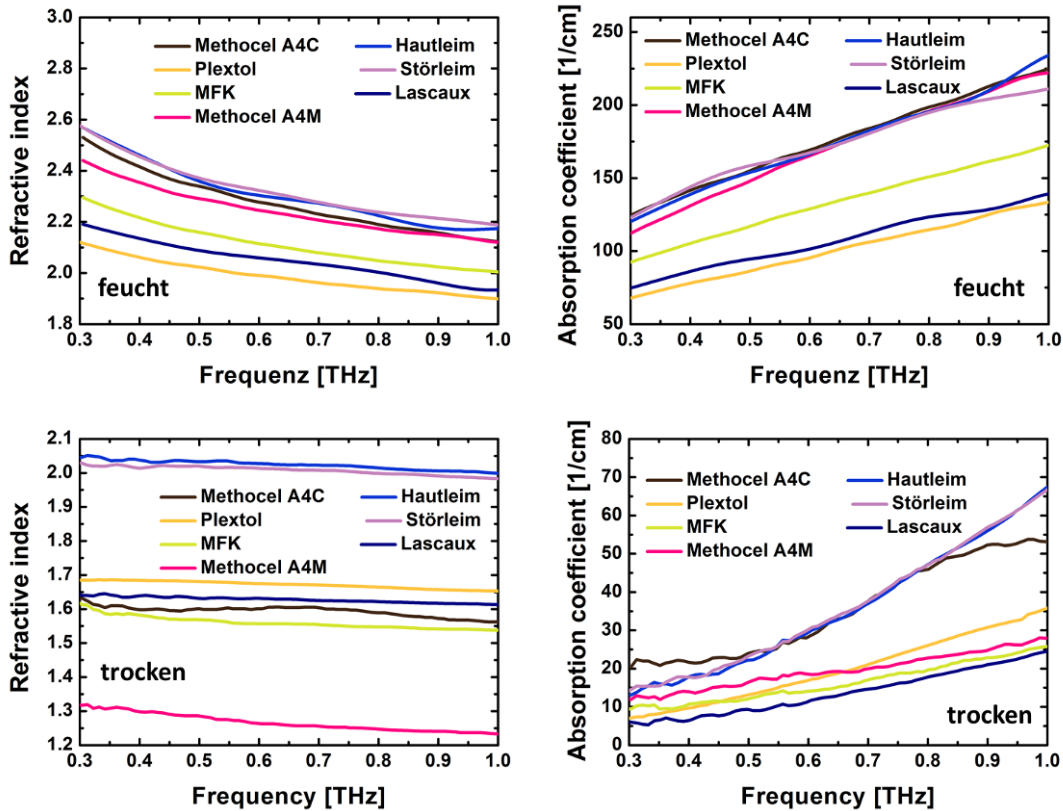 Refractive index
3.0
2.8
2.6
2.4
2.2
2.0
1.8
Methocel A4C
Plextol
MFK
Methocel A4M
Hautleim
Störleim
Lascaux
feucht
0.3 0.4 0.5 0.6 0.7 0.8 0.9 1.0
Frequenz [THz]
Absorption coefficient [1/cm]
250
200
150
100
50
Methocel A4C
Plextol
MFK
Methocel A4M
Hautleim
Störleim
Lascaux
feucht
0.3 0.4 0.5 0.6 0.7 0.8 0.9 1.0
Frequenz [THz]
Refractive index
2.1
2.0
1.9
1.8
1.7
1.6
1.5
1.4
1.3
1.2
Methocel A4C
Plextol
MFK
Methocel A4M
Hautleim
Störleim
Lascaux
trocken
0.3 0.4 0.5 0.6 0.7 0.8 0.9 1.0
Frequency [THz]
Absorption coefficient [1/cm]
80
70
60
50
40
30
20
10
0
Methocel A4C
Plextol
MFK
Methocel A4M
Hautleim
Störleim
Lascaux
trocken
0.3 0.4 0.5 0.6 0.7 0.8 0.9 1.0
Frequency [THz]